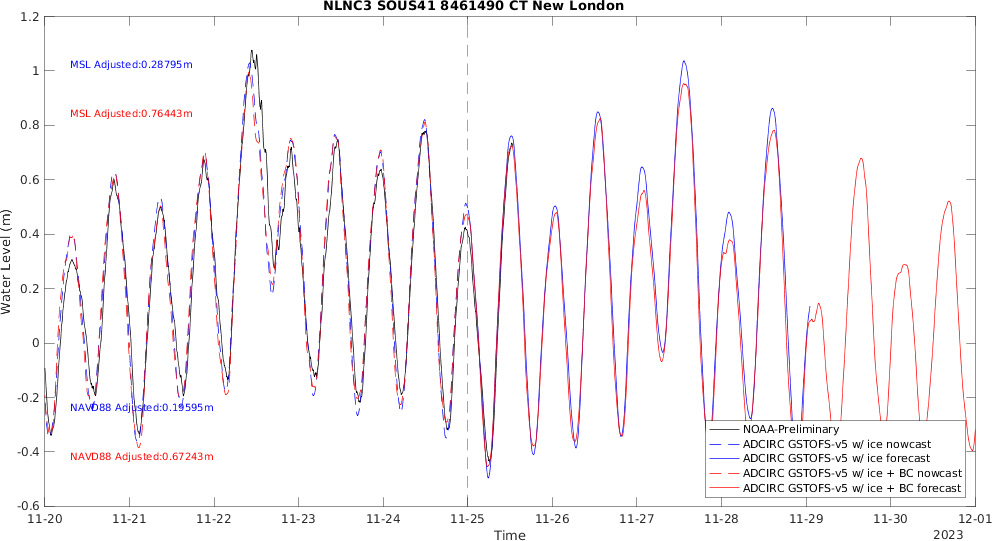 NLNC3 SOUS41 8461490 CT New London
1.2
1
0.8
0.6
0.4
0.2
0
-0.2
-0.4
-0.6
Water Level (m)
MSL Adjusted:0.28795m
MSL Adjusted:0.76443m
NAVD88 Adjusted:0.19595m
NAVD88 Adjusted:0.67243m
NOAA-Preliminary
ADCIRC GSTOFS-v5 w/ ice nowcast
ADCIRC GSTOFS-v5 w/ ice forecast
ADCIRC GSTOFS-v5 w/ ice + BC nowcast
ADCIRC GSTOFS-v5 w/ ice + BC forecast
11-20 11-21 11-22 11-23 11-24 11-25 11-26 11-27 11-28 11-29 11-30 12-01
Time
2023